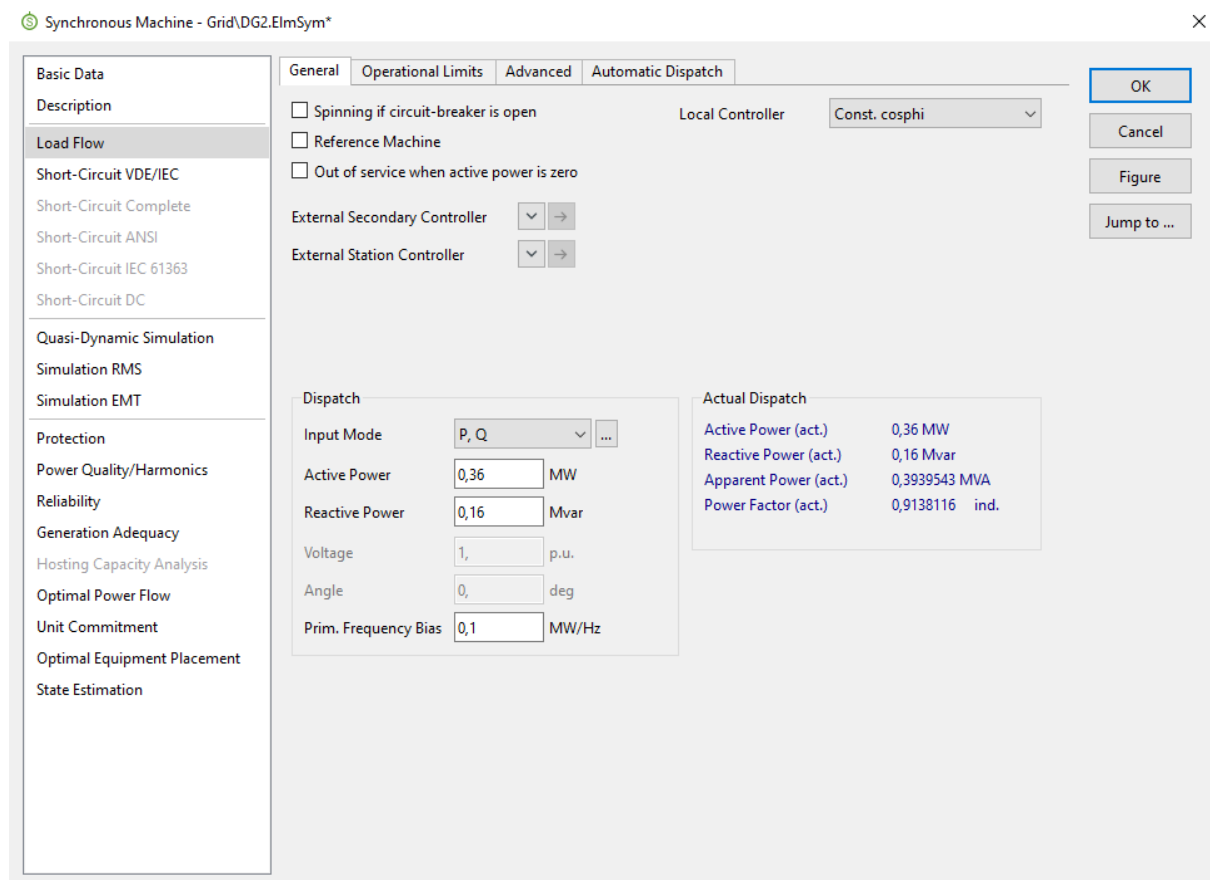 Synchronous Machine - Grid\DG2.ElmSym*
Basic Data
Description
Load Flow
Short-Circuit VDE/IEC
Short-Circuit Complete
Short-Circuit ANSI
Short-Circuit IEC 61363
Short-Circuit DC
Quasi-Dynamic Simulation
Simulation RMS
Simulation EMT
Protection
Power Quality/Harmonics
Reliability
Generation Adequacy
Hosting Capacity Analysis
Optimal Power Flow
Unit Commitment
Optimal Equipment Placement
State Estimation
General Operational Limits Advanced Automatic Dispatch
Spinning if circuit-breaker is open
Reference Machine
Out of service when active power is zero
Local Controller Const. cosphi
External Secondary Controller
External Station Controller
Dispatch
Input Mode P, Q ...
Active Power 0,36 MW
Reactive Power 0,16 Mvar
Voltage 1, p.u.
Angle 0, deg
Prim. Frequency Bias 0,1 MW/Hz
Actual Dispatch
Active Power (act.) 0,36 MW
Reactive Power (act.) 0,16 Mvar
Apparent Power (act.) 0,3939543 MVA
Power Factor (act.) 0,9138116 ind.
OK
Cancel
Figure
Jump to ...